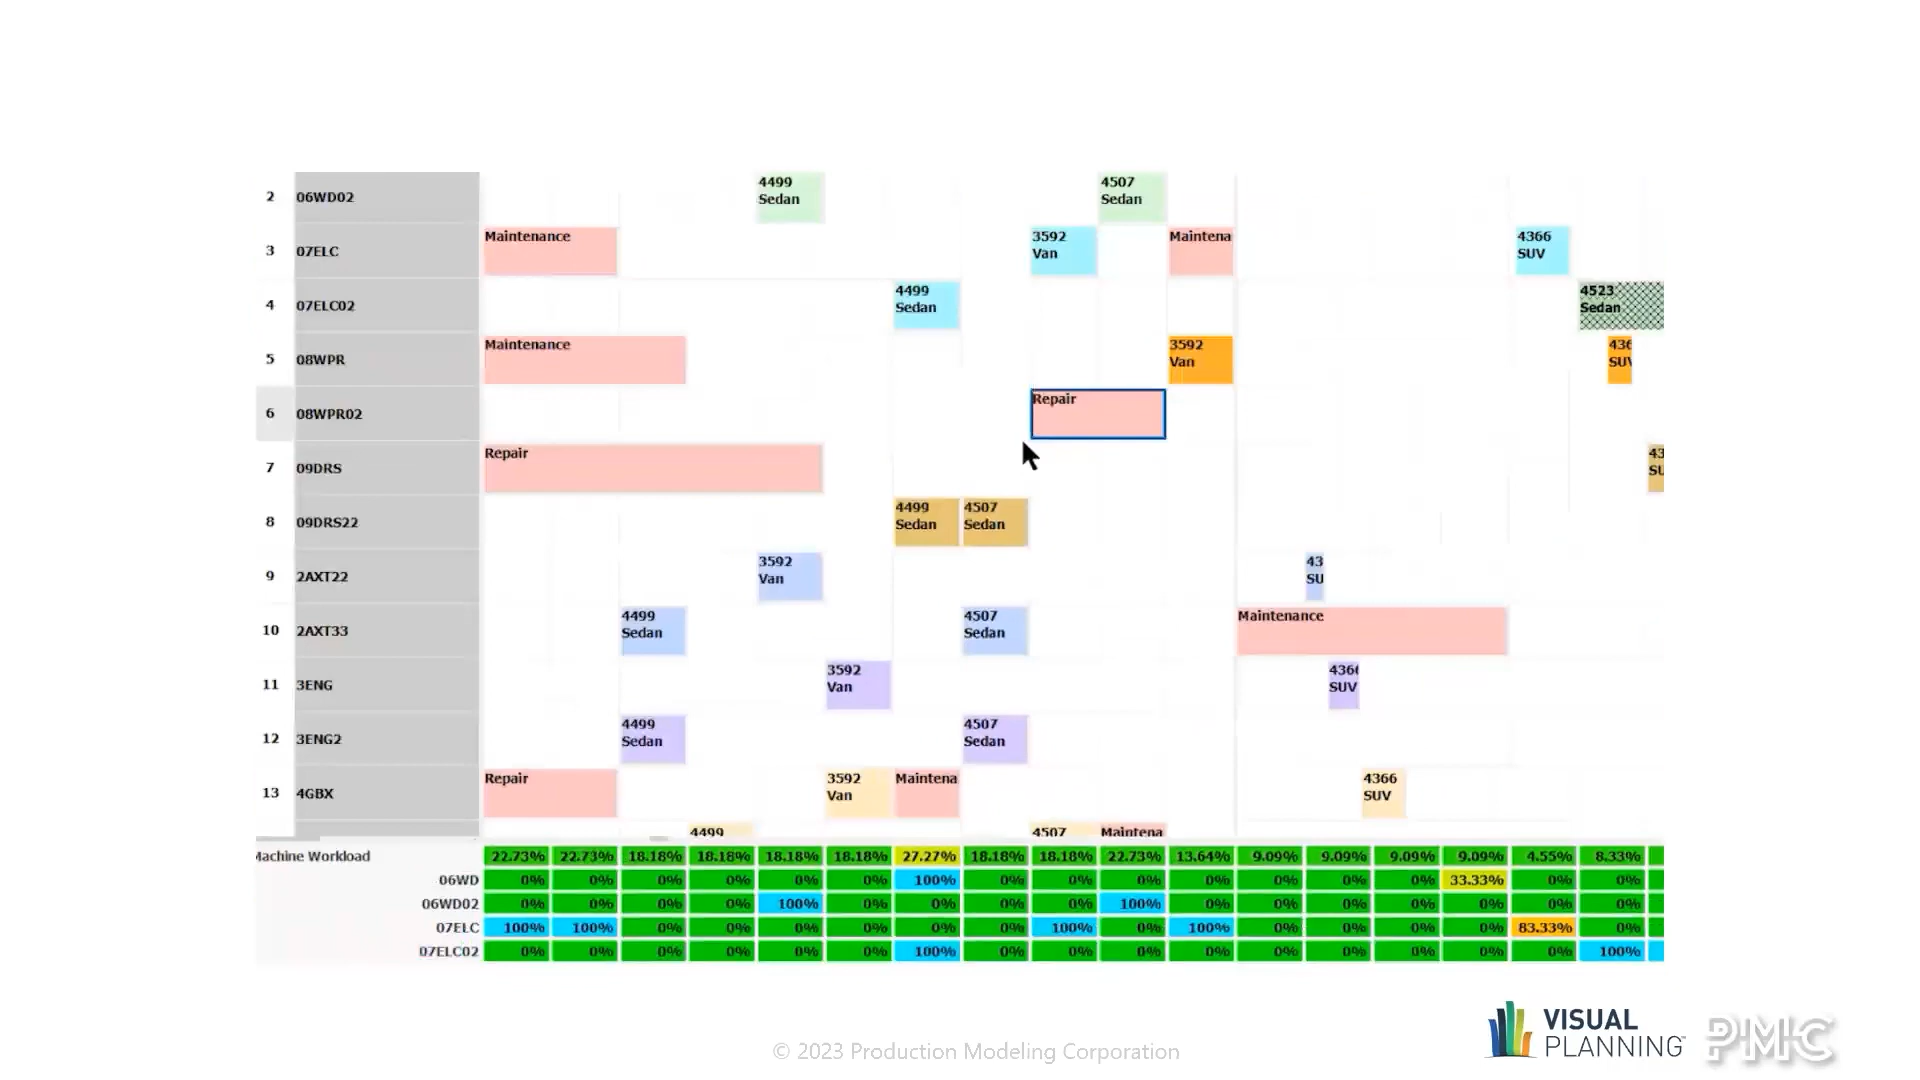 2 06WD02 4499 Sedan 4507 Sedan
3 07ELC Maintenance 3592 Van Maintena 4366 SUV
4 07ELC02 4499 Sedan 4523 Sedan
5 08WPR Maintenance 3592 Van 436 SUV
6 08WPR02 Repair
7 09DRS Repair 43 SU
8 09DRS22 4499 Sedan 4507 Sedan
9 2AXT22 3592 Van 43 SU
10 2AXT33 4499 Sedan 4507 Sedan Maintenance
11 3ENG 3592 Van 4366 SUV
12 3ENG2 4499 Sedan 4507 Sedan
13 4GBX Repair 3592 Van Maintena 4366 SUV
4499 4507 Maintena
Machine Workload 22.73% 22.73% 18.18% 18.18% 18.18% 18.18% 27.27% 18.18% 18.18% 22.73% 13.64% 9.09% 9.09% 9.09% 9.09% 4.55% 8.33%
06WD 0% 0% 0% 0% 0% 0% 100% 0% 0% 0% 0% 0% 0% 0% 33.33% 0% 0%
06WD02 0% 0% 0% 0% 100% 0% 0% 0% 0% 100% 0% 0% 0% 0% 0% 0% 0%
07ELC 100% 100% 0% 0% 0% 0% 0% 0% 100% 0% 100% 0% 0% 0% 0% 83.33% 0%
07ELC02 0% 0% 0% 0% 0% 0% 100% 0% 0% 0% 0% 0% 0% 0% 0% 0% 100%
© 2023 Production Modeling Corporation
VISUAL
PLANNING
PMC